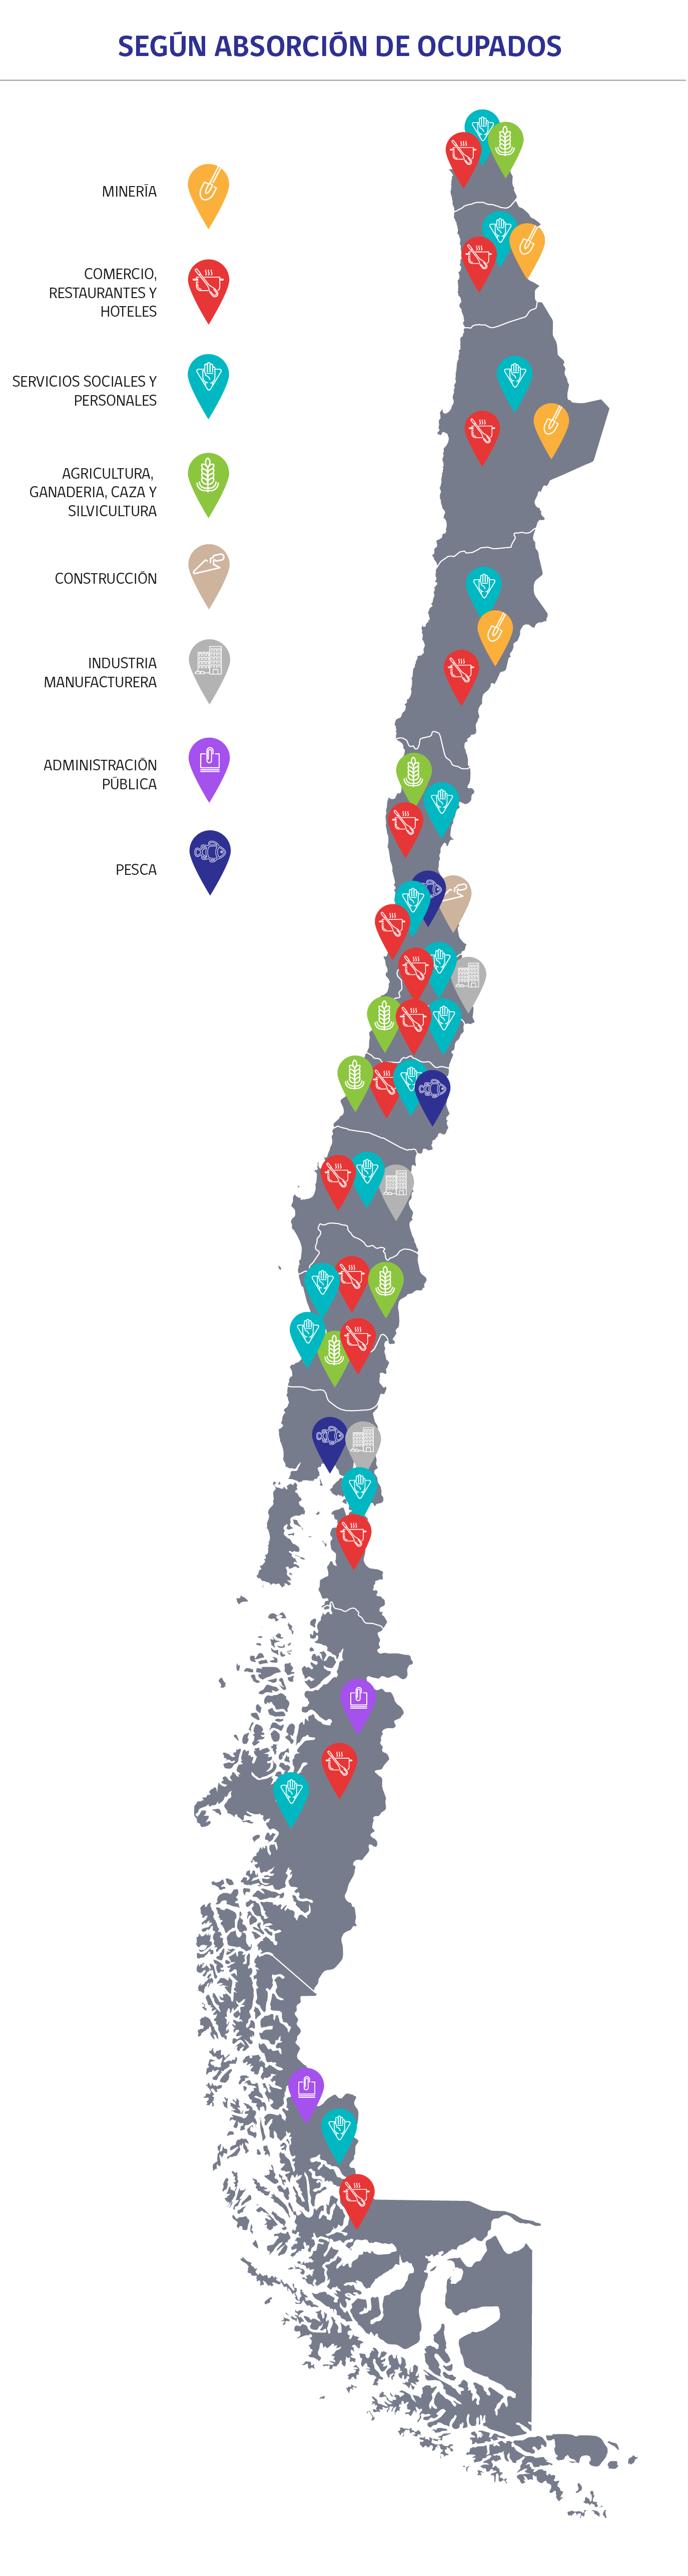 SEGÚN ABSORCIÓN DE OCUPADOS
MINERÍA
COMERCIO,
RESTAURANTES Y
HOTELES
SERVICIOS SOCIALES Y
PERSONALES
AGRICULTURA,
GANADERIA, CAZA Y
SILVICULTURA
CONSTRUCCIÓN
INDUSTRIA
MANUFACTURERA
ADMINISTRACIÓN
PÚBLICA
PESCA